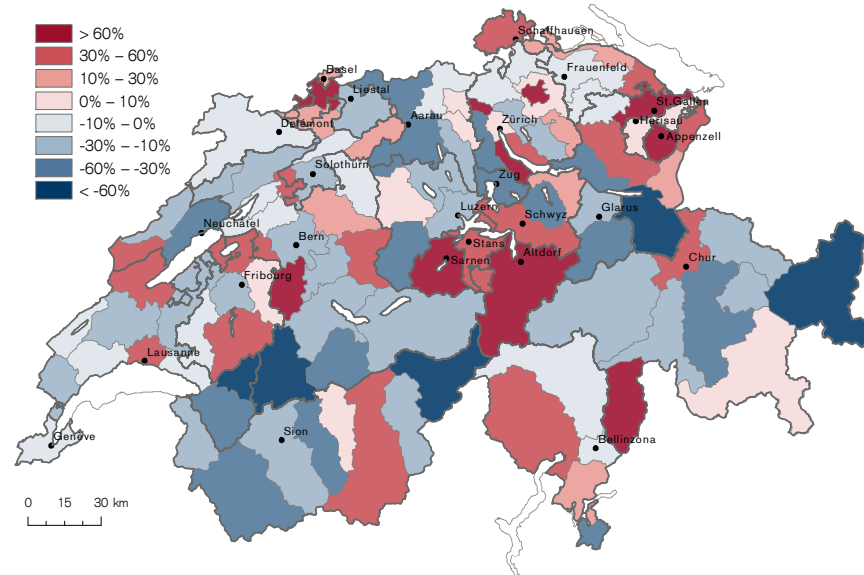 > 60%
30% – 60%
10% – 30%
0% – 10%
-10% – 0%
-30% – -10%
-60% – -30%
< -60%
Schaffhausen
Frauenfeld
Basel
Liestal
St.Gallen
Herisau
Delémont
Aarau
Zürich
Appenzell
Solothurn
Zug
Luzern
Neuchâtel
Schwyz
Glarus
Bern
Stans
Sarnen
Altdorf
Chur
Fribourg
Lausanne
Sion
Bellinzona
Genève
0 15 30 km